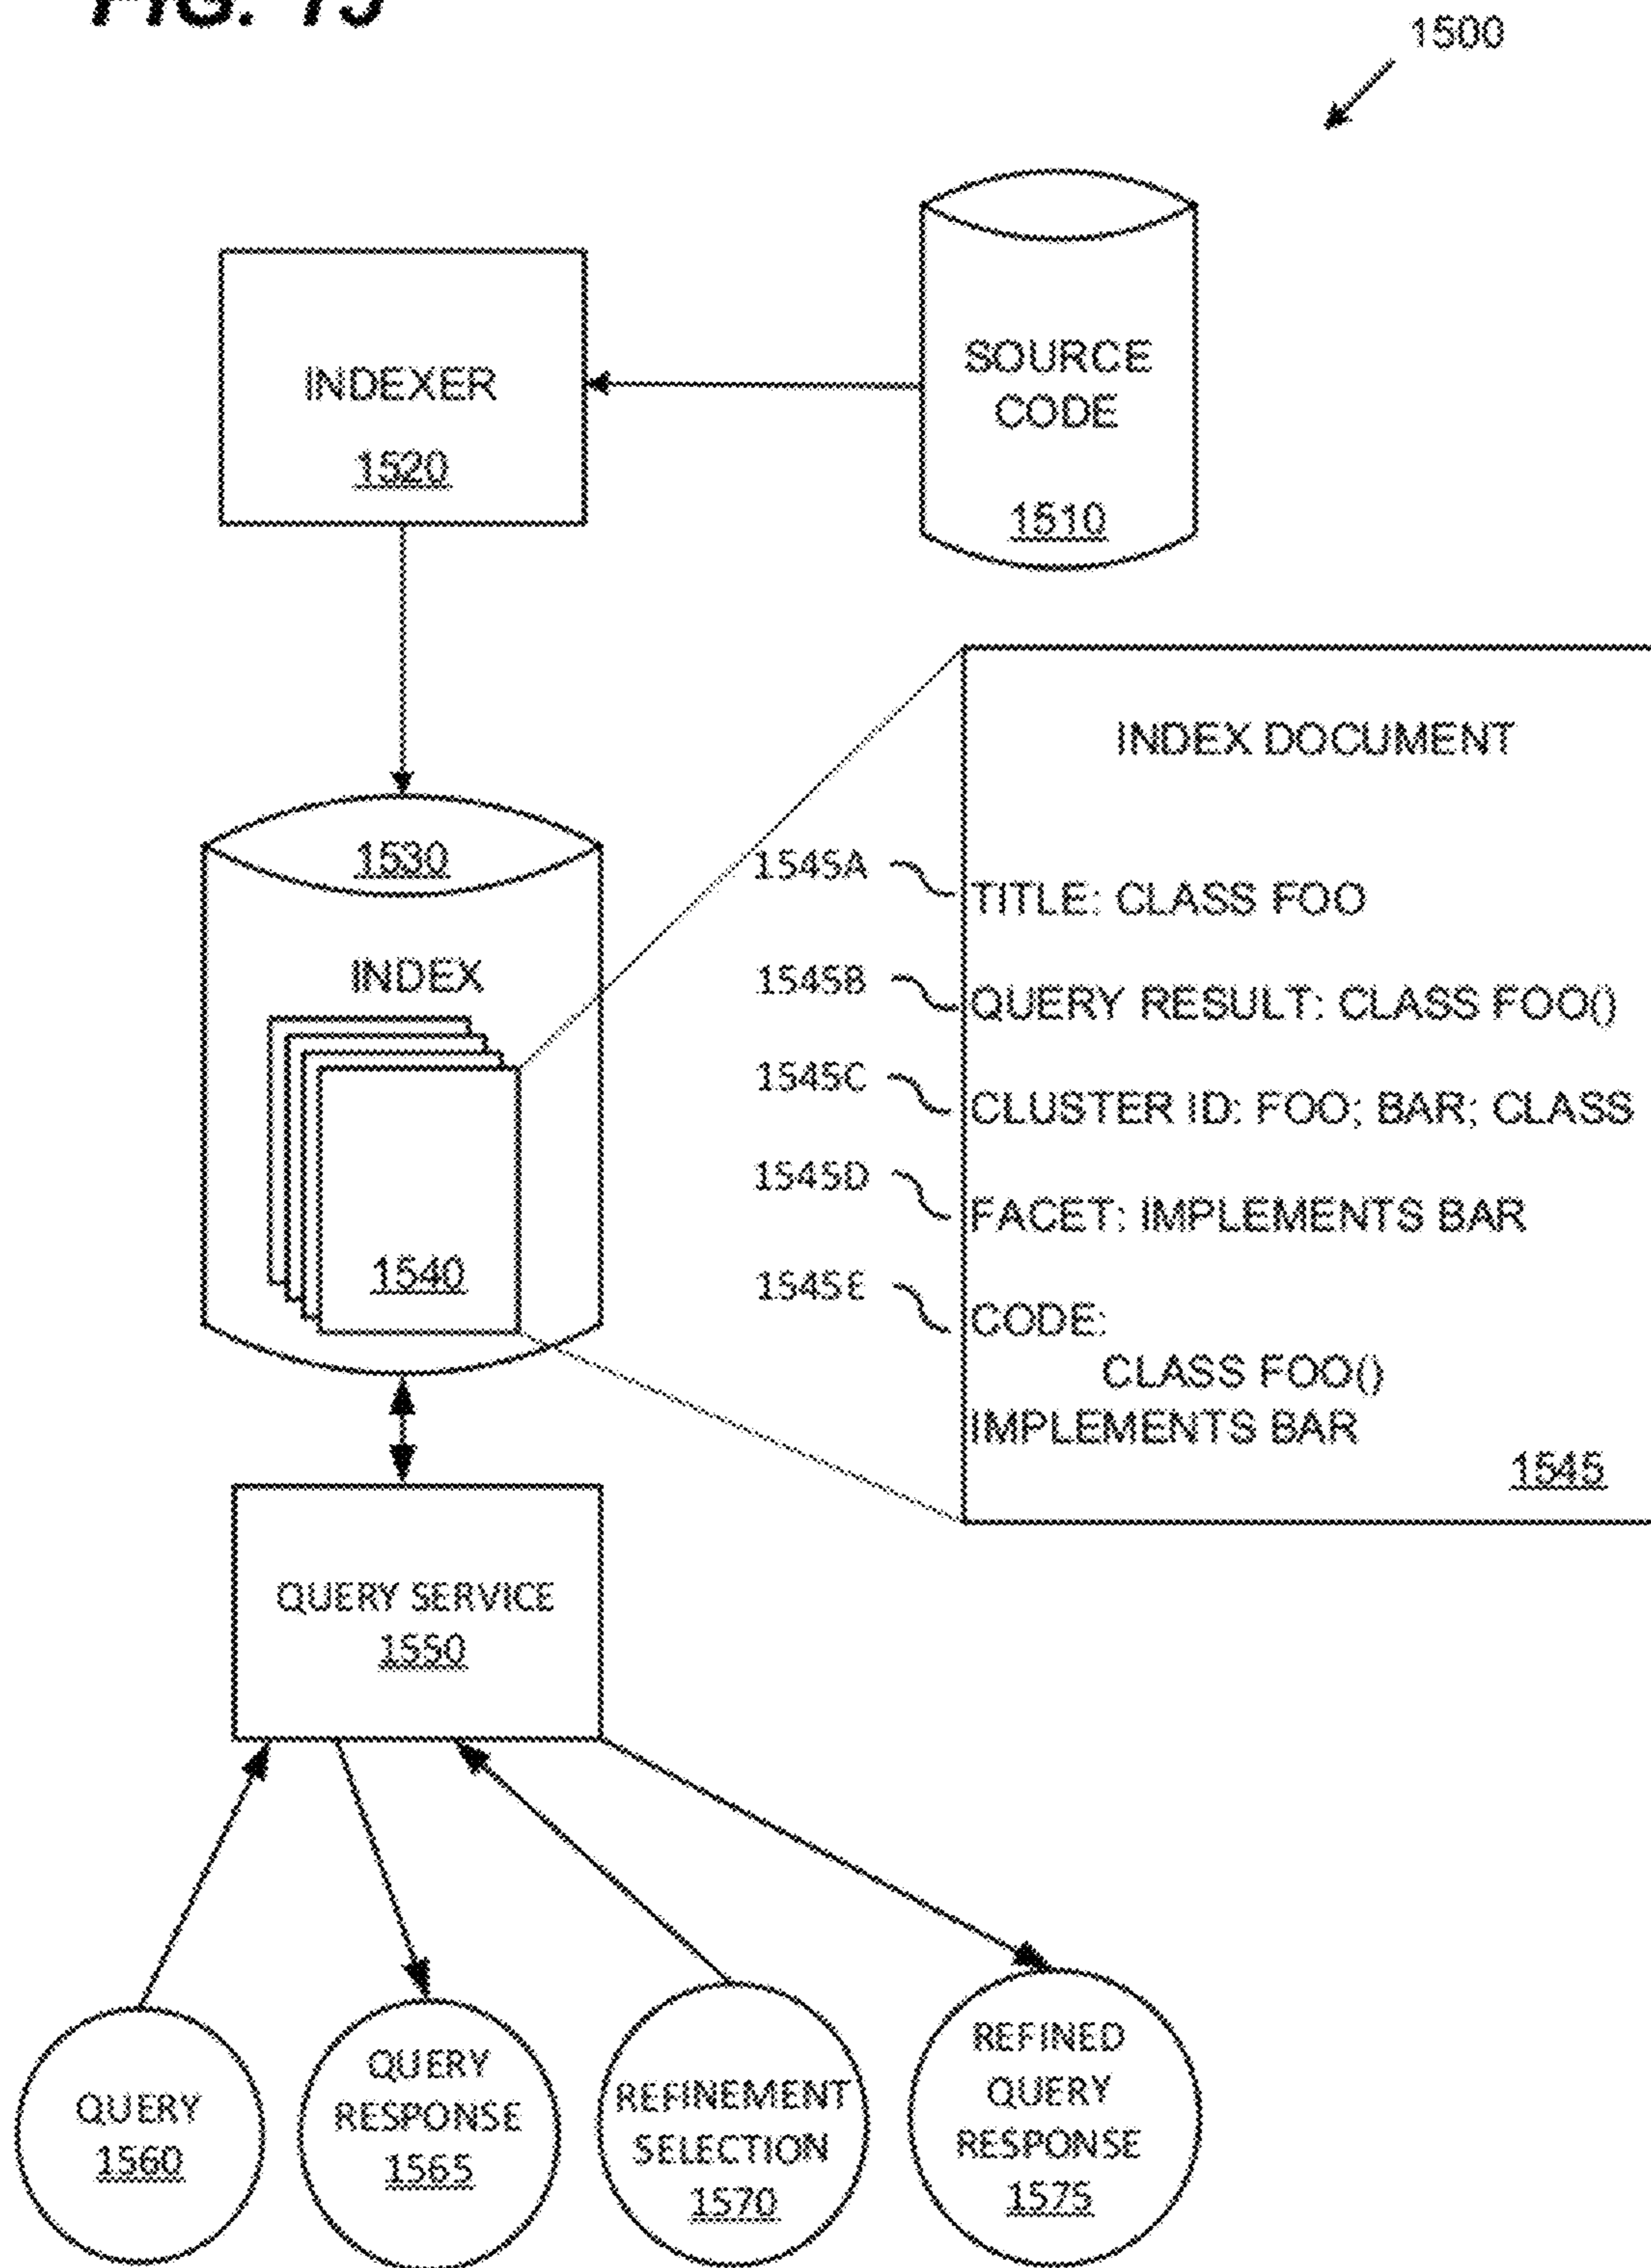 FIG. 15
1500
SOURCE
CODE
1510
INDEXER
1520
INDEX DOCUMENT
1530
INDEX
1540
1545A
TITLE: CLASS FOO
1545B
QUERY RESULT: CLASS FOO()
1545C
CLUSTER ID: FOO; BAR; CLASS
1545D
FACET: IMPLEMENTS BAR
1545E
CODE:
CLASS FOO()
IMPLEMENTS BAR
1545
QUERY SERVICE
1550
QUERY
1560
QUERY
RESPONSE
1565
REFINEMENT
SELECTION
1570
REFINED
QUERY
RESPONSE
1575